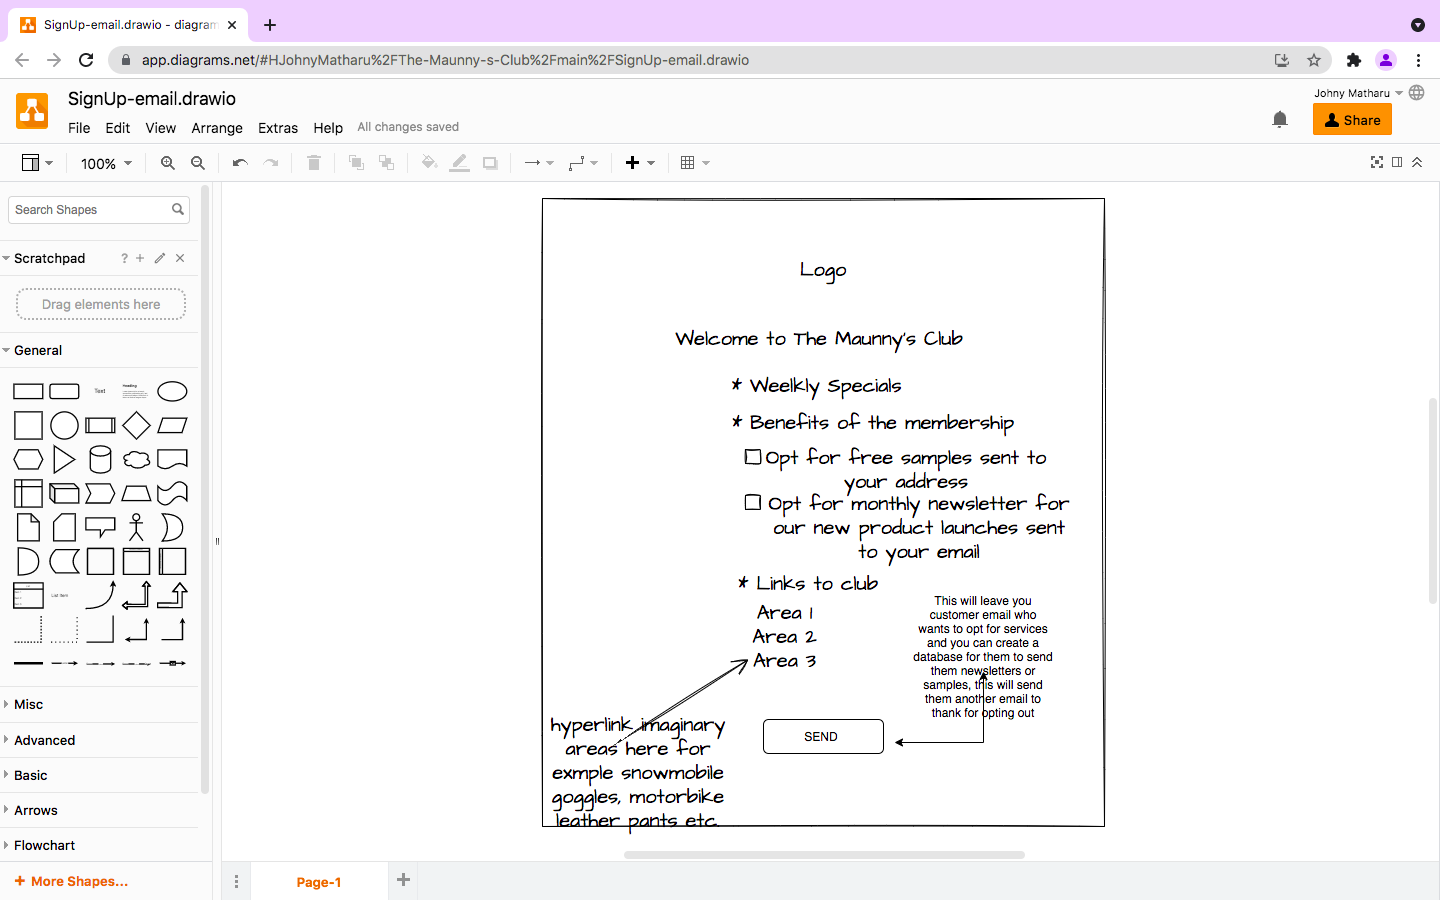 SignUp-email.drawio - diagram
app.diagrams.net/#HJohnyMatharu%2FThe-Maunny-s-Club%2Fmain%2FSignUp-email.drawio
SignUp-email.drawio
Johny Matharu
File Edit View Arrange Extras Help All changes saved
Share
100%
Search Shapes
Scratchpad
?
Drag elements here
General
Text
Heading
List Item
Misc
Advanced
Basic
Arrows
Flowchart
+ More Shapes...
Logo
Welcome to The Maunny's Club
* Weelkly Specials
* Benefits of the membership
Opt for free samples sent to
your address
Opt for monthly newsletter for
our new product launches sent
to your email
* Links to club
Area 1
Area 2
Area 3
This will leave you
customer email who
wants to opt for services
and you can create a
database for them to send
them newsletters or
samples, this will send
them another email to
thank for opting out
hyperlink imaginary
areas here for
exmple snowmobile
goggles, motorbike
leather pants etc.
SEND
Page-1